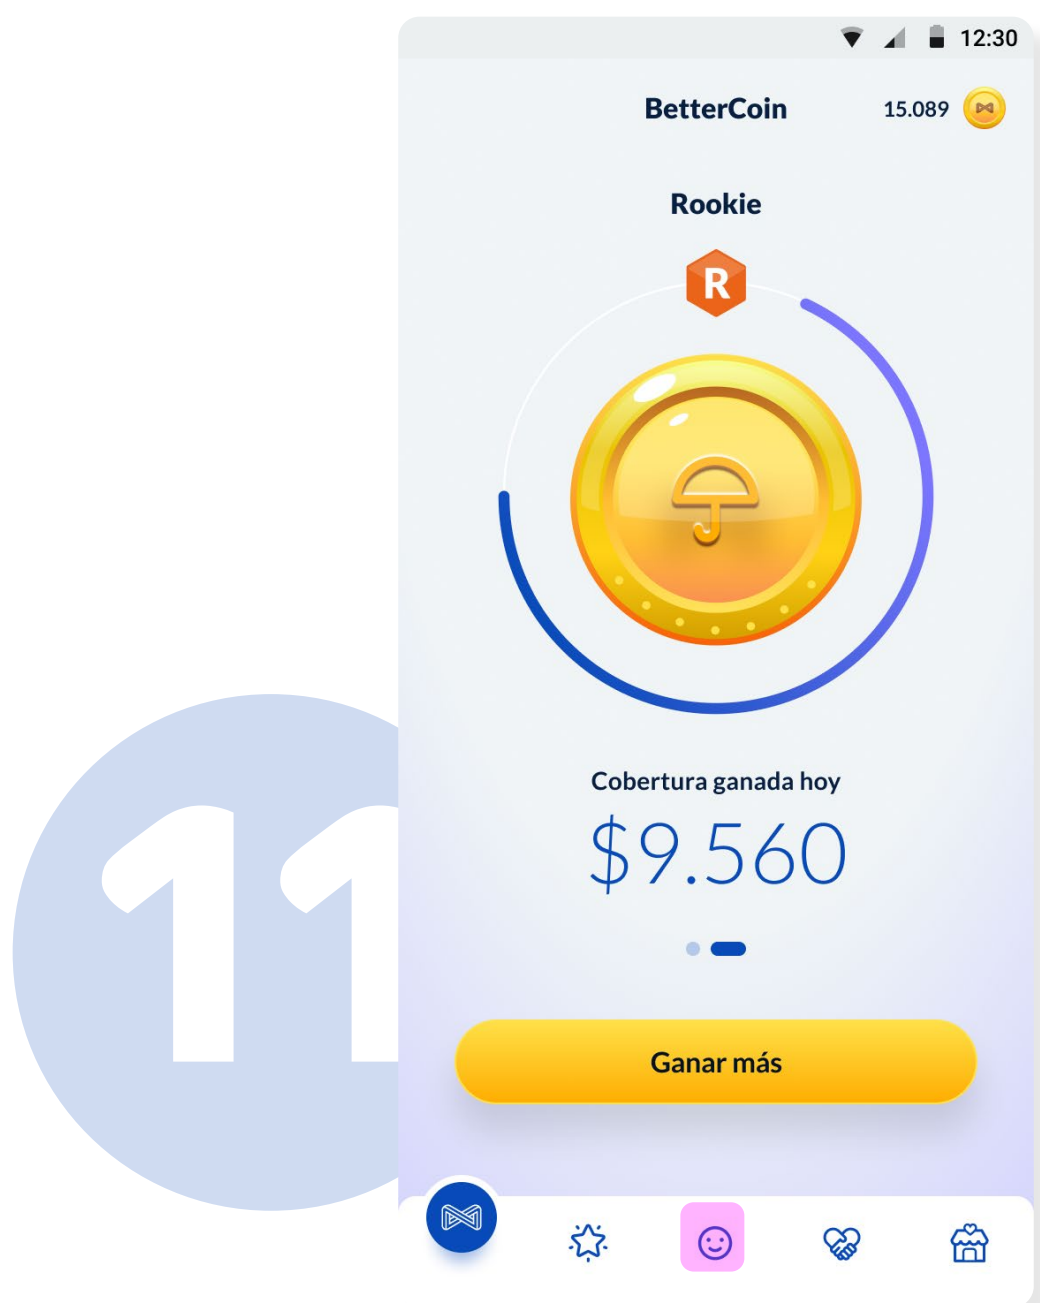 12:30
BetterCoin
15.089
Rookie
R
Cobertura ganada hoy
$9.560
11
Ganar más